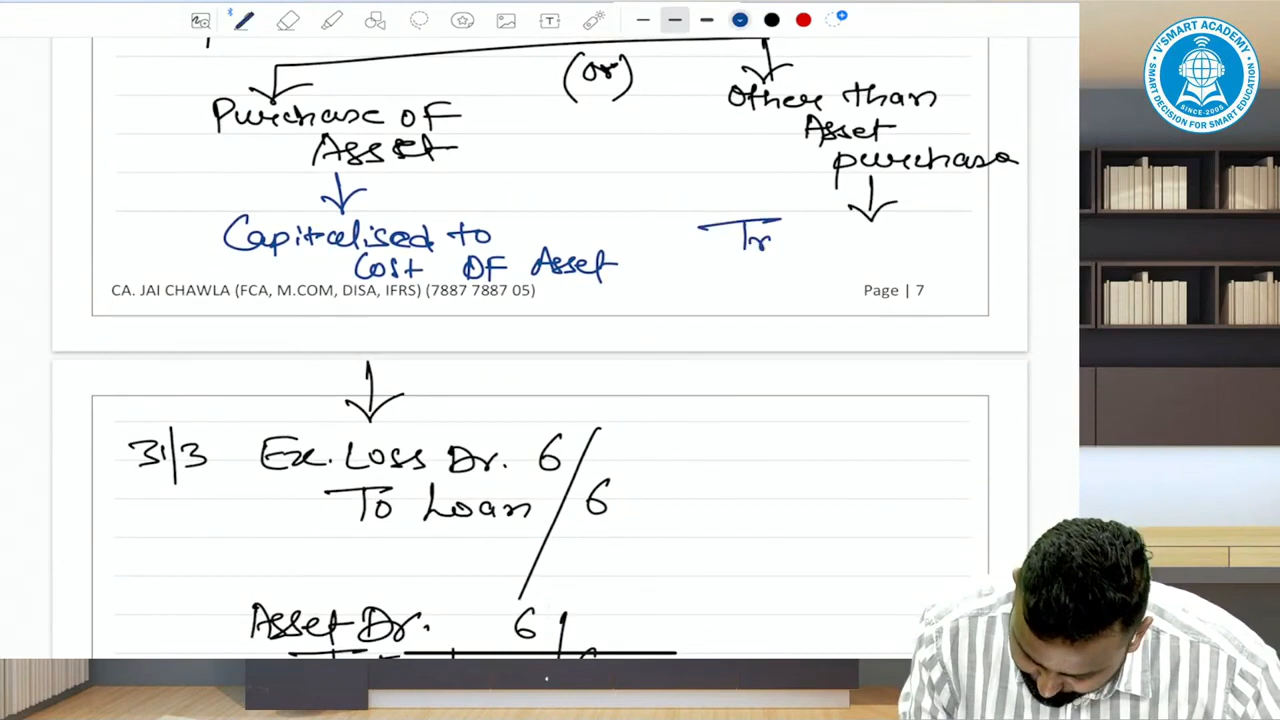 (or)
Purchase of
Asset
Other than
Asset
purchase
Capitalised to
Cost OF Asset
Tr
CA. JAI CHAWLA (FCA, M.COM, DISA, IFRS) (7887 7887 05)
Page | 7
31/3 Ex. Loss Dr. 6
To Loan 6
Asset Dr. 6
V'SMART ACADEMY
SINCE-2005
SMART DECISION FOR SMART EDUCATION